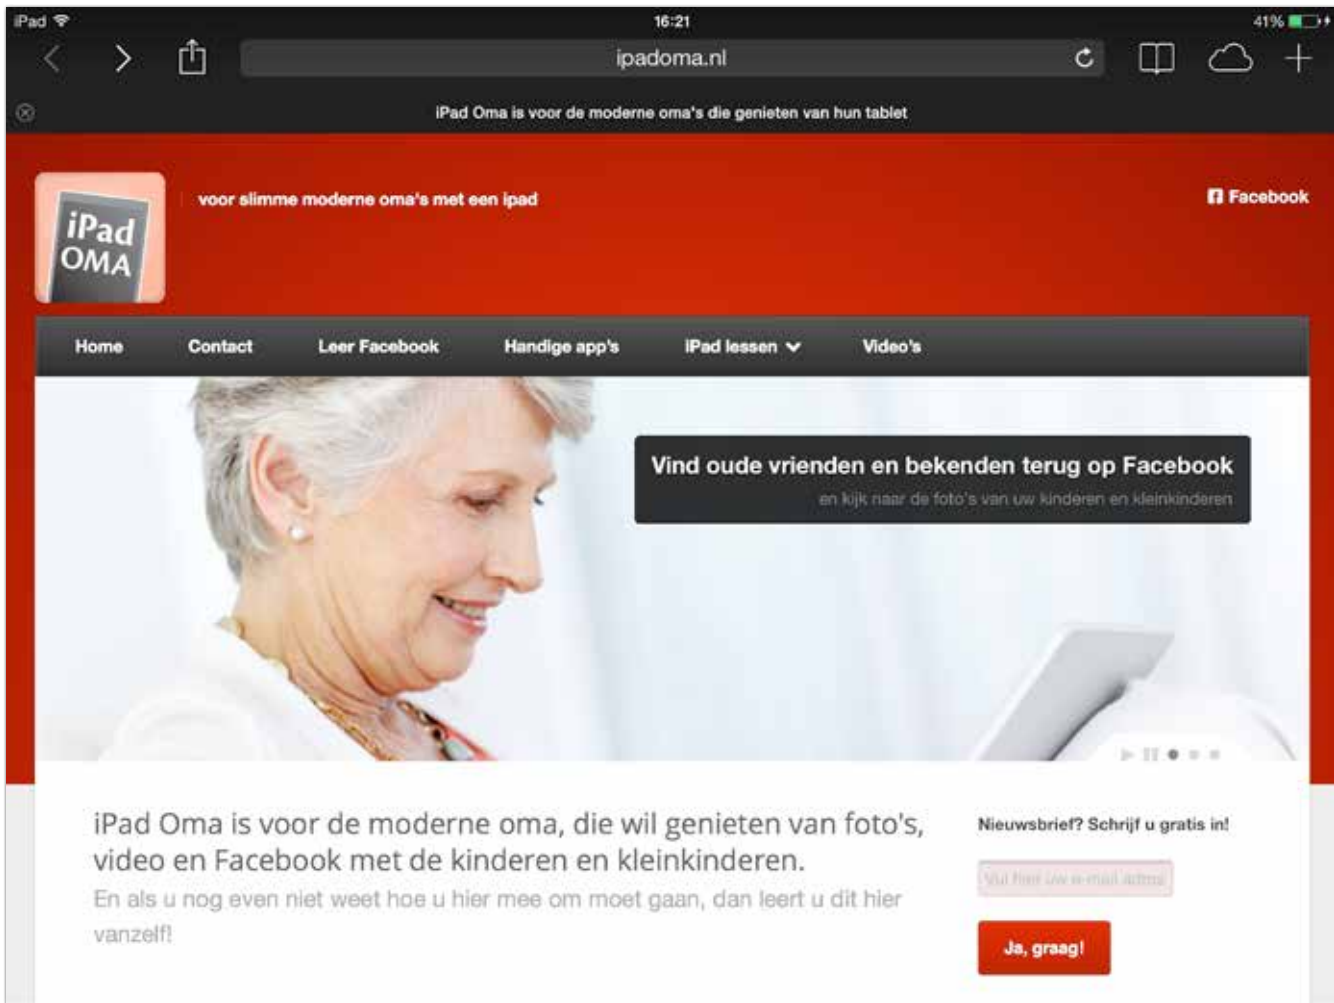 iPad
16:21
41%
ipadoma.nl
iPad Oma is voor de moderne oma's die genieten van hun tablet
iPad
OMA
voor slimme moderne oma's met een ipad
Facebook
Home Contact Leer Facebook Handige app's iPad lessen Video's
Vind oude vrienden en bekenden terug op Facebook
en kijk naar de foto's van uw kinderen en kleinkinderen
iPad Oma is voor de moderne oma, die wil genieten van foto's,
video en Facebook met de kinderen en kleinkinderen.
En als u nog even niet weet hoe u hier mee om moet gaan, dan leert u dit hier
vanzelf!
Nieuwsbrief? Schrijf u gratis in!
Vul hier uw e-mail adres
Ja, graag!